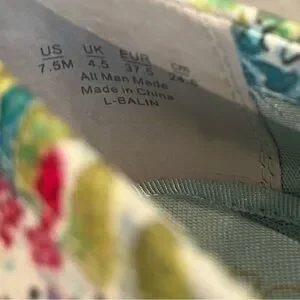 US UK EUR cm
7.5M 4.5 37.5 24.5
All Man Made
Made in China
L-BALIN